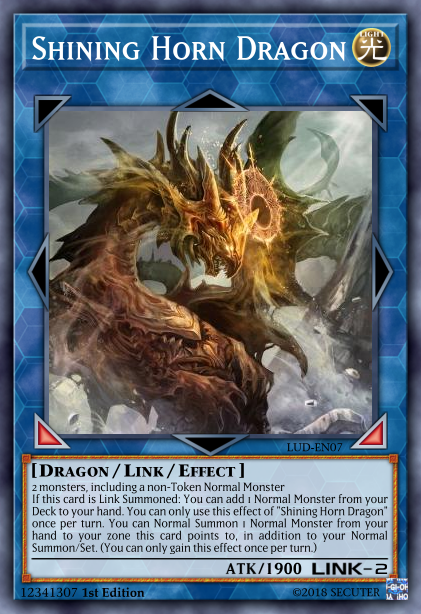 SHINING HORN DRAGON
LIGHT
光
LUD-EN07
[DRAGON / LINK / EFFECT]
2 monsters, including a non-Token Normal Monster
If this card is Link Summoned: You can add 1 Normal Monster from your
Deck to hand. You can only use this effect of "Shining Horn Dragon"
once per turn. You can Normal Summon 1 Normal Monster from your
hand to your zone this card points to, in addition to your Normal
Summon/Set. (You can only gain this effect once per turn.)
ATK/1900 LINK-2
12341307 1st Edition
©2018 SECUTER